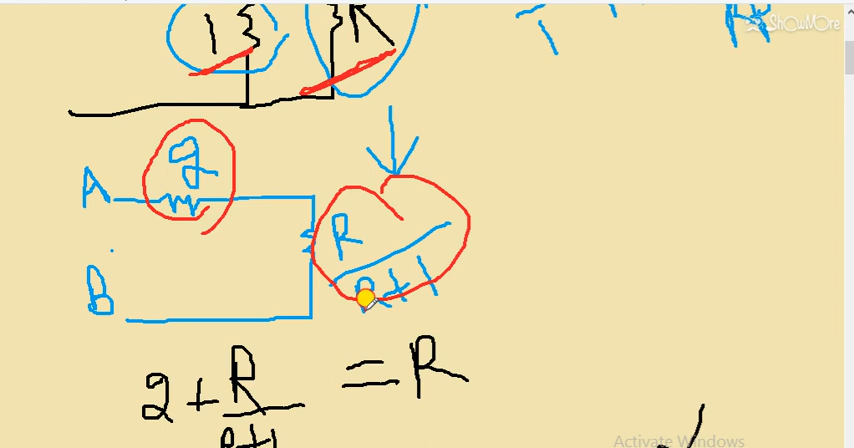 1 R
ShowMore
A 2
R
R+1
B
2 + R = R
R+1
Activate Windows